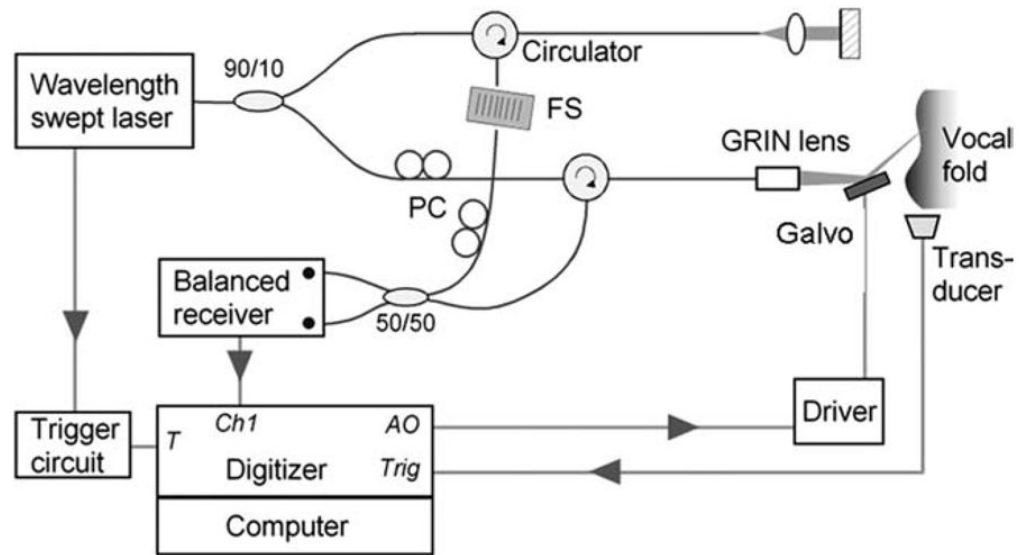 Wavelength
swept laser
90/10
Circulator
FS
GRIN lens
Vocal
fold
PC
Galvo
Trans-
ducer
Balanced
receiver
50/50
Driver
Trigger
circuit
T
Ch1
AO
Digitizer
Trig
Computer